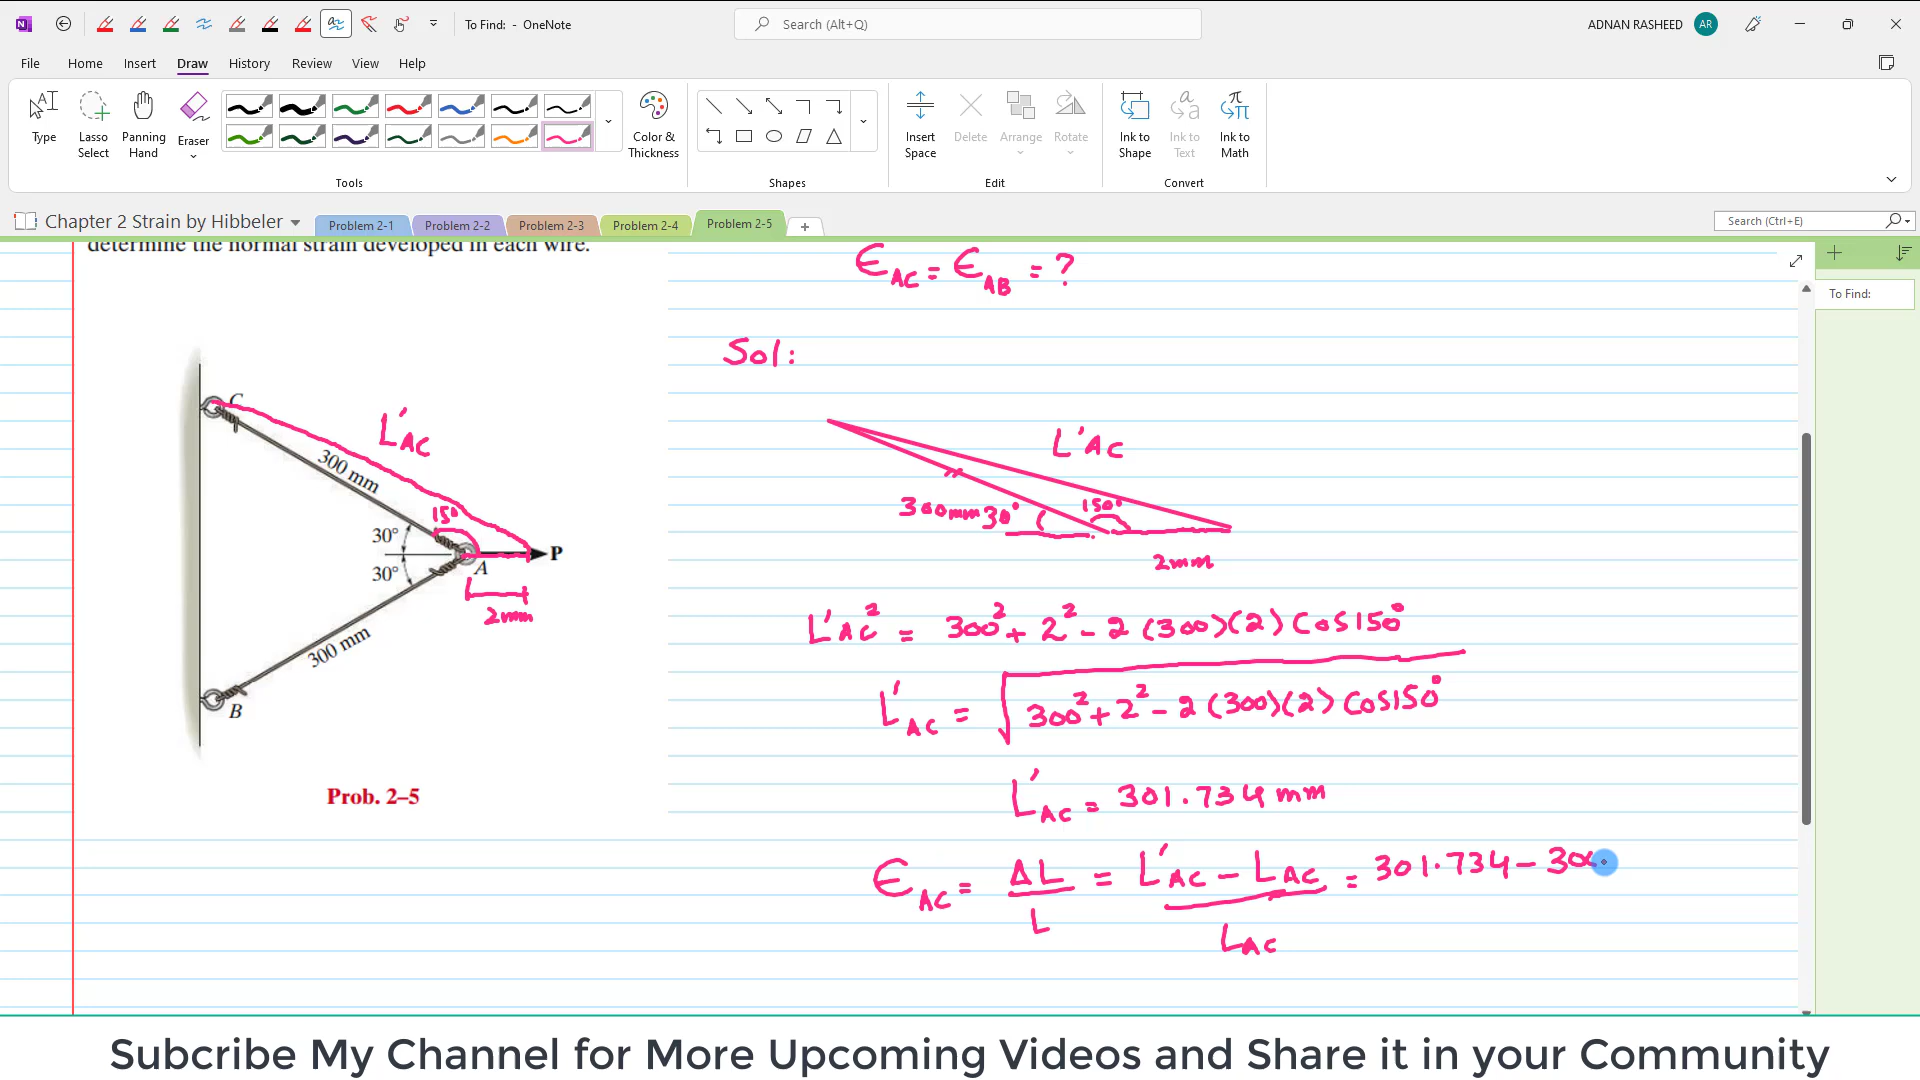 To Find: - OneNote
Search (Alt+Q)
ADNAN RASHEED
AR
File Home Insert Draw History Review View Help
Type
Lasso Select
Panning Hand
Eraser
Color & Thickness
Insert Space
Delete
Arrange
Rotate
Ink to Shape
Ink to Text
Ink to Math
Tools
Shapes
Edit
Convert
Chapter 2 Strain by Hibbeler
Problem 2-1
Problem 2-2
Problem 2-3
Problem 2-4
Problem 2-5
Search (Ctrl+E)
To Find:
determine the normal strain developed in each wire.
C
L'AC
300 mm
150
30°
30°
P
A
2mm
300 mm
B
Prob. 2–5
ϵAC = ϵAB = ?
Sol:
L'AC
300mm 30° 150°
2mm
L'AC² = 300² + 2² - 2 (300)(2) Cos150°
L'AC = √300² + 2² - 2 (300)(2) Cos150°
L'AC = 301.734 mm
ϵAC = ΔL/L = L'AC - LAC/LAC = 301.734 - 300
Subcribe My Channel for More Upcoming Videos and Share it in your Community